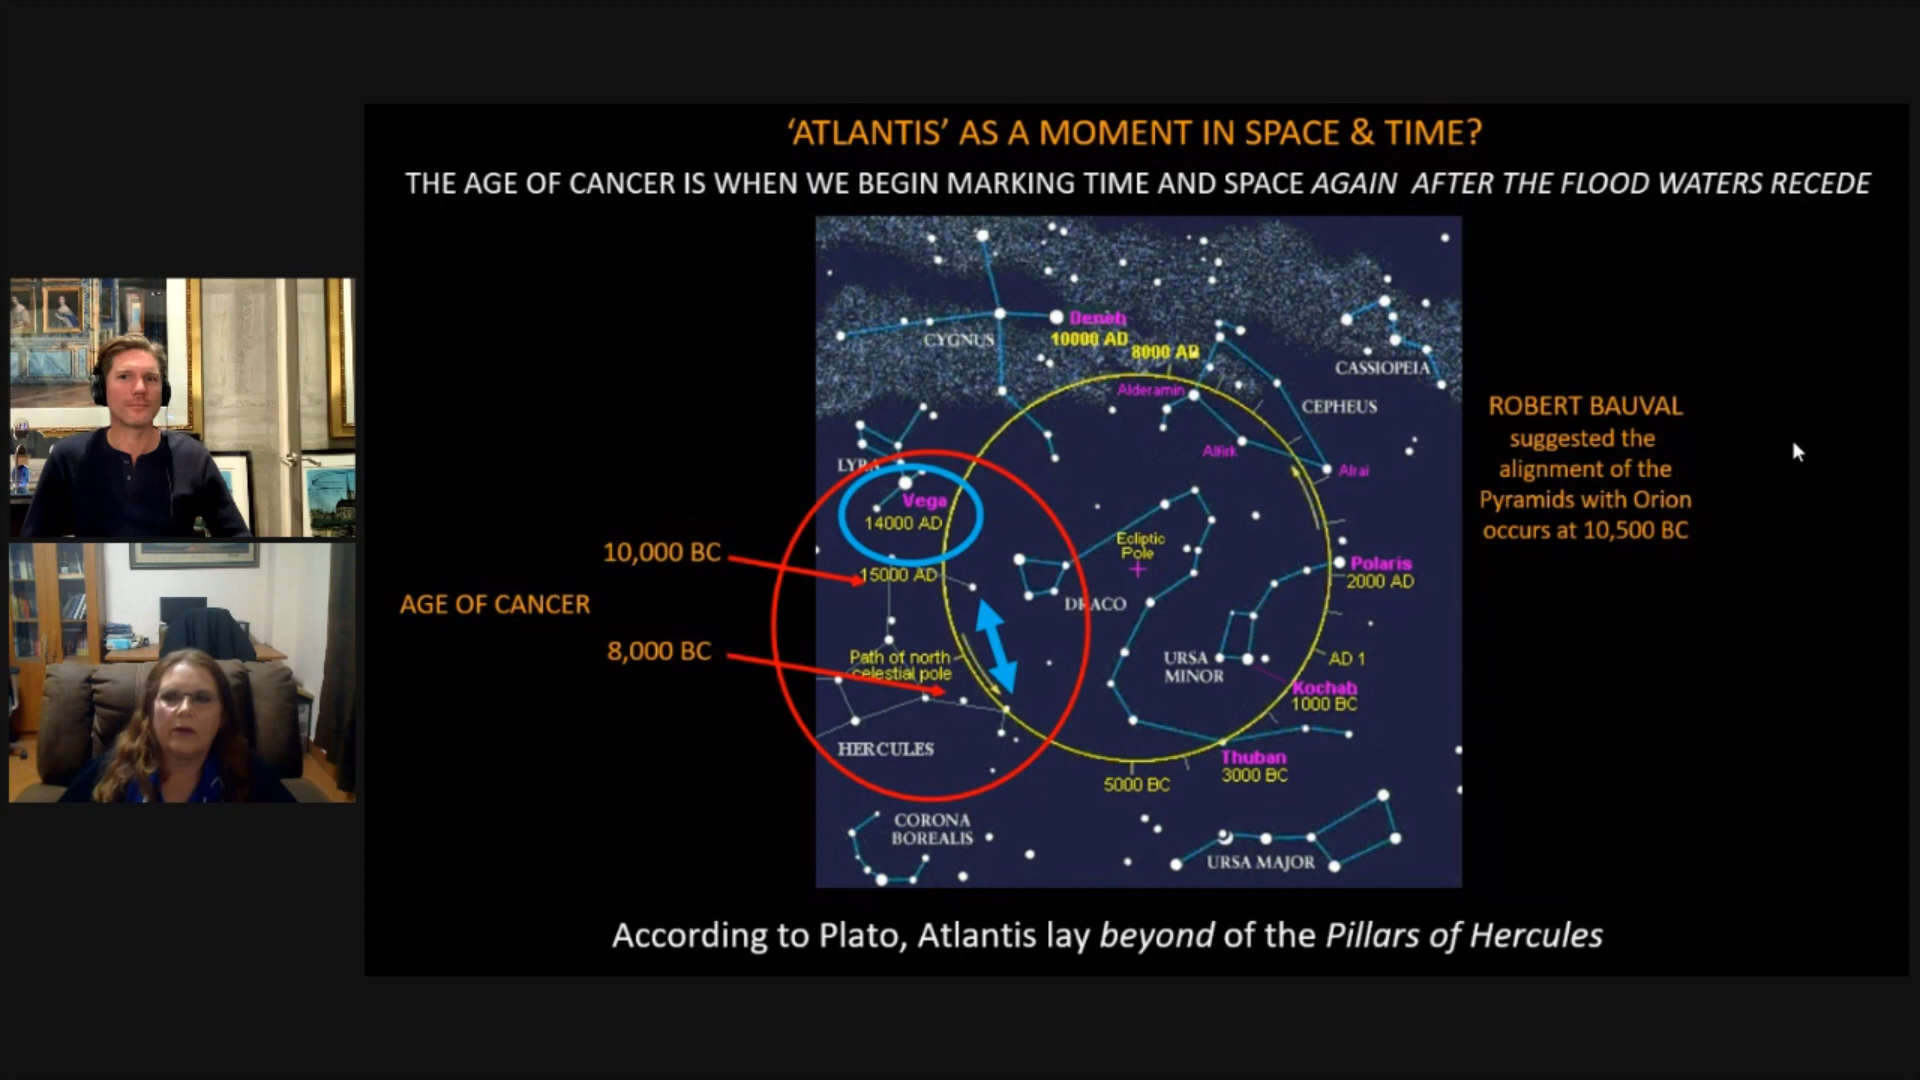 ‘ATLANTIS’ AS A MOMENT IN SPACE & TIME?
THE AGE OF CANCER IS WHEN WE BEGIN MARKING TIME AND SPACE AGAIN AFTER THE FLOOD WATERS RECEDE
Deneb
10000 AD
8000 AD
CYGNUS
CASSIOPEIA
Alderamin
CEPHEUS
Alfirk
Alrai
LYRA
Vega
14000 AD
15000 AD
Ecliptic
Pole
DRACO
Polaris
2000 AD
URSA
MINOR
AD 1
Kochab
1000 BC
Path of north
celestial pole
HERCULES
Thuban
3000 BC
5000 BC
CORONA
BOREALIS
URSA MAJOR
10,000 BC
AGE OF CANCER
8,000 BC
ROBERT BAUVAL
suggested the
alignment of the
Pyramids with Orion
occurs at 10,500 BC
According to Plato, Atlantis lay beyond of the Pillars of Hercules